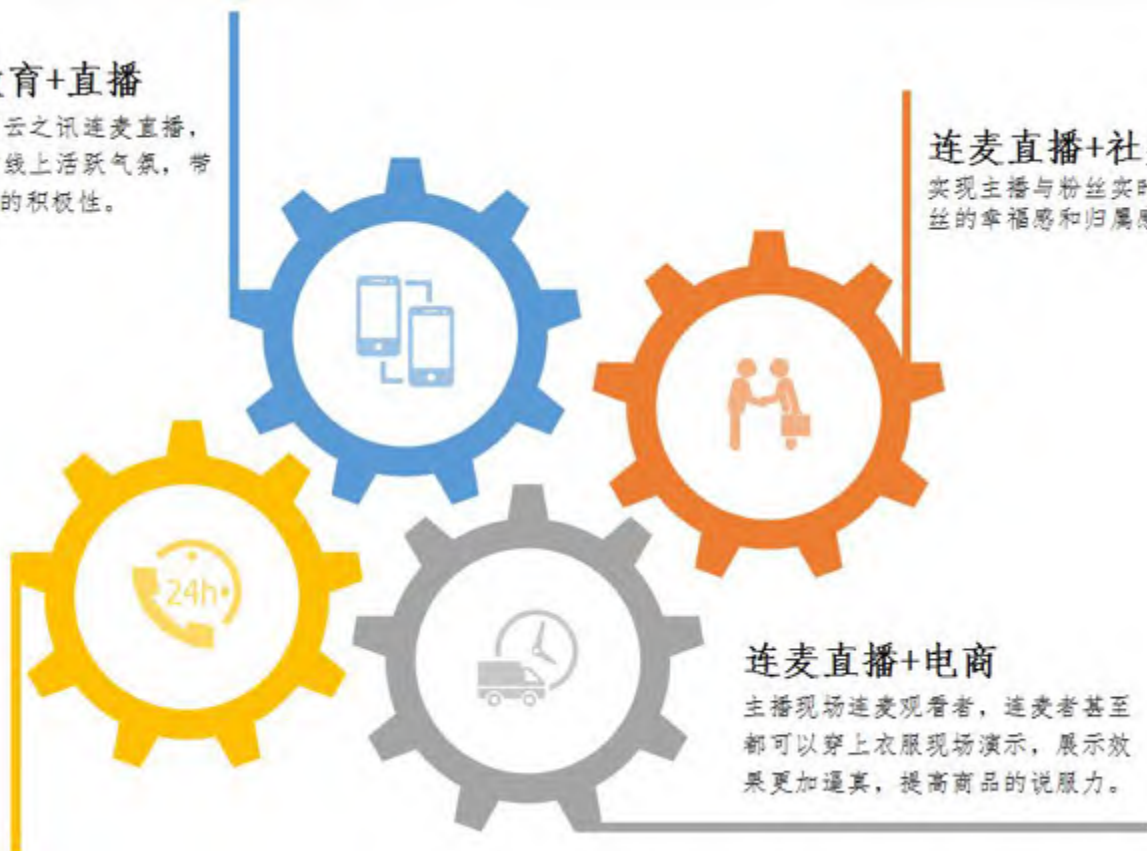 育+直播
云之讯连麦直播，
线上活跃气氛，带
的积极性。
连麦直播+社
实现主播与粉丝实时
丝的幸福感和归属感
24h
连麦直播+电商
主播现场连麦观看者，连麦者甚至
都可以穿上衣服现场演示，展示效
果更加逼真，提高商品的说服力。